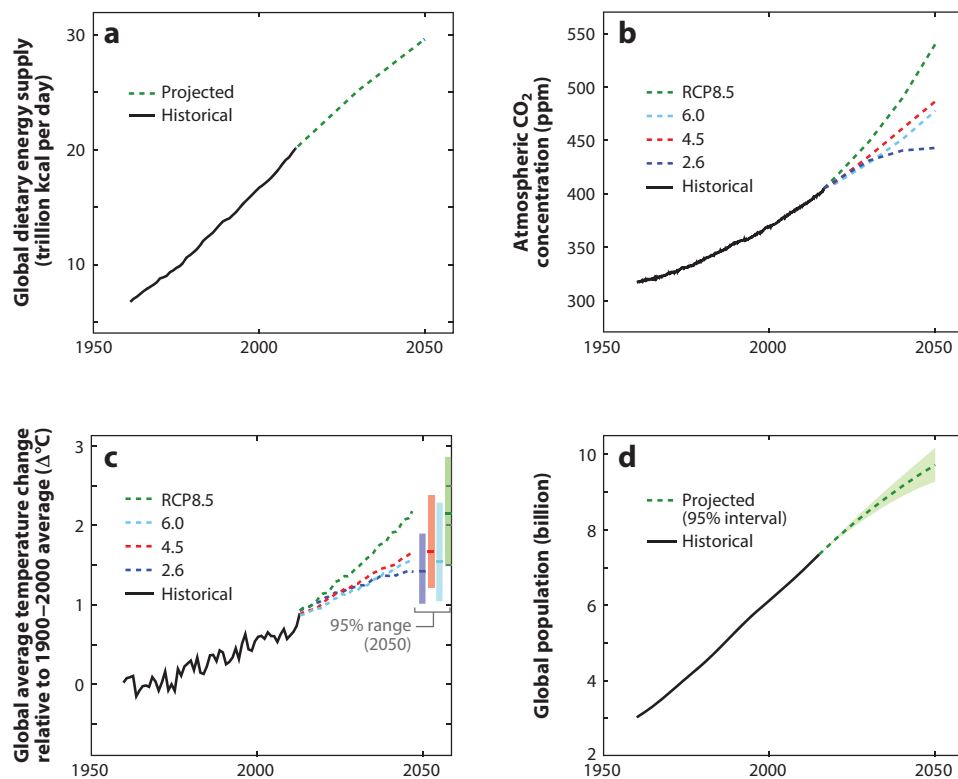 a
Global dietary energy supply
(trillion kcal per day)
30
20
10
Projected
Historical
1950
2000
2050
b
Atmospheric CO₂
concentration (ppm)
550
500
450
400
350
300
RCP8.5
6.0
4.5
2.6
Historical
1950
2000
2050
c
Global average temperature change
relative to 1900–2000 average (Δ°C)
3
2
1
0
RCP8.5
6.0
4.5
2.6
Historical
95% range
(2050)
1950
2000
2050
d
Global population (billion)
10
8
6
4
2
Projected
(95% interval)
Historical
1950
2000
2050